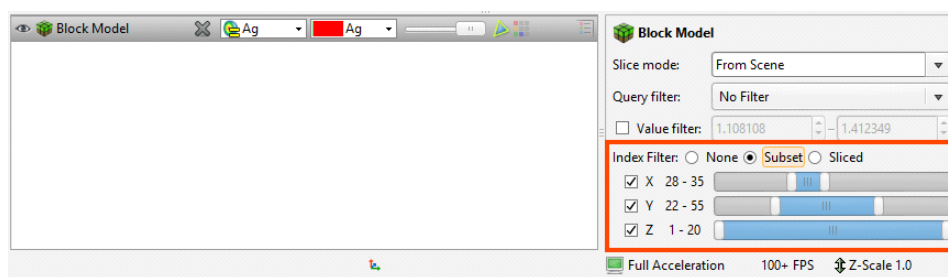 Block Model Ag Ag
Block Model
Slice mode: From Scene
Query filter: No Filter
Value filter: 1.108108 – 1.412349
Index Filter: None Subset Sliced
X 28 - 35
Y 22 - 55
Z 1 - 20
Full Acceleration 100+ FPS Z-Scale 1.0